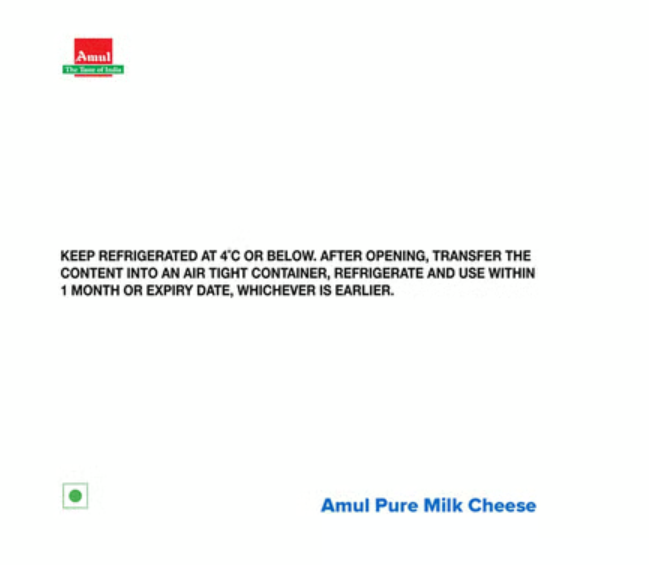 Amul
The Taste of India
KEEP REFRIGERATED AT 4°C OR BELOW. AFTER OPENING, TRANSFER THE
CONTENT INTO AN AIR TIGHT CONTAINER, REFRIGERATE AND USE WITHIN
1 MONTH OR EXPIRY DATE, WHICHEVER IS EARLIER.
Amul Pure Milk Cheese